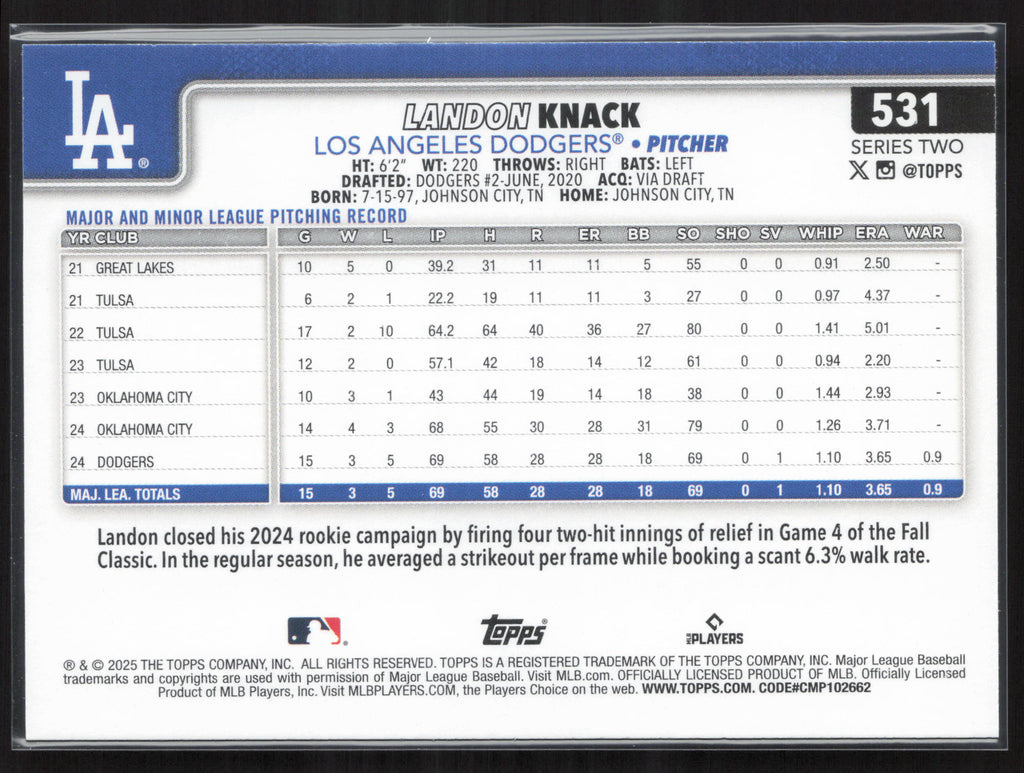 LA®
LANDON KNACK
531
LOS ANGELES DODGERS® • PITCHER
SERIES TWO
HT: 6'2" WT: 220 THROWS: RIGHT BATS: LEFT
@TOPPS
DRAFTED: DODGERS #2-JUNE, 2020 ACQ: VIA DRAFT
BORN: 7-15-97, JOHNSON CITY, TN HOME: JOHNSON CITY, TN
MAJOR AND MINOR LEAGUE PITCHING RECORD
YR CLUB G W L IP H R ER BB SO SHO SV WHIP ERA WAR
21 GREAT LAKES 10 5 0 39.2 31 11 11 5 55 0 0 0.91 2.50 -
21 TULSA 6 2 1 22.2 19 11 11 3 27 0 0 0.97 4.37 -
22 TULSA 17 2 10 64.2 64 40 36 27 80 0 0 1.41 5.01 -
23 TULSA 12 2 0 57.1 42 18 14 12 61 0 0 0.94 2.20 -
23 OKLAHOMA CITY 10 3 1 43 44 19 14 18 38 0 0 1.44 2.93 -
24 OKLAHOMA CITY 14 4 3 68 55 30 28 31 79 0 0 1.26 3.71 -
24 DODGERS 15 3 5 69 58 28 28 18 69 0 1 1.10 3.65 0.9
MAJ. LEA. TOTALS 15 3 5 69 58 28 28 18 69 0 1 1.10 3.65 0.9
Landon closed his 2024 rookie campaign by firing four two-hit innings of relief in Game 4 of the Fall
Classic. In the regular season, he averaged a strikeout per frame while booking a scant 6.3% walk rate.
Topps® MLB PLAYERS
® & © 2025 THE TOPPS COMPANY, INC. ALL RIGHTS RESERVED. TOPPS IS A REGISTERED TRADEMARK OF THE TOPPS COMPANY, INC. Major League Baseball
trademarks and copyrights are used with permission of Major League Baseball. Visit MLB.com. OFFICIALLY LICENSED PRODUCT OF MLB. Officially Licensed
Product of MLB Players, Inc. Visit MLBPLAYERS.COM, the Players Choice on the web. WWW.TOPPS.COM. CODE#CMP102662